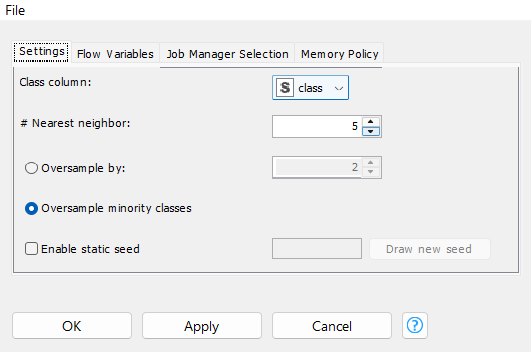 File
Settings Flow Variables Job Manager Selection Memory Policy
Class column: S class
# Nearest neighbor: 5
Oversample by: 2
Oversample minority classes
Enable static seed Draw new seed
OK Apply Cancel ?